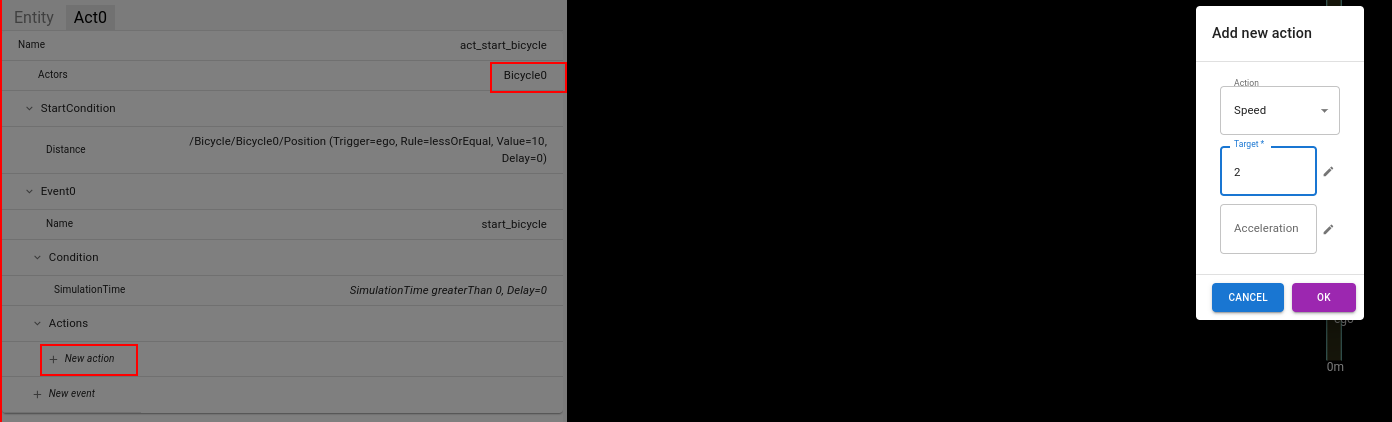 Entity Act0
Name act_start_bicycle
Actors Bicycle0
StartCondition
Distance /Bicycle/Bicycle0/Position (Trigger=ego, Rule=lessOrEqual, Value=10,
Delay=0)
Event0
Name start_bicycle
Condition
SimulationTime SimulationTime greaterThan 0, Delay=0
Actions
+ New action
+ New event
Add new action
Action
Speed
Target *
2
Acceleration
CANCEL OK
ego
0m